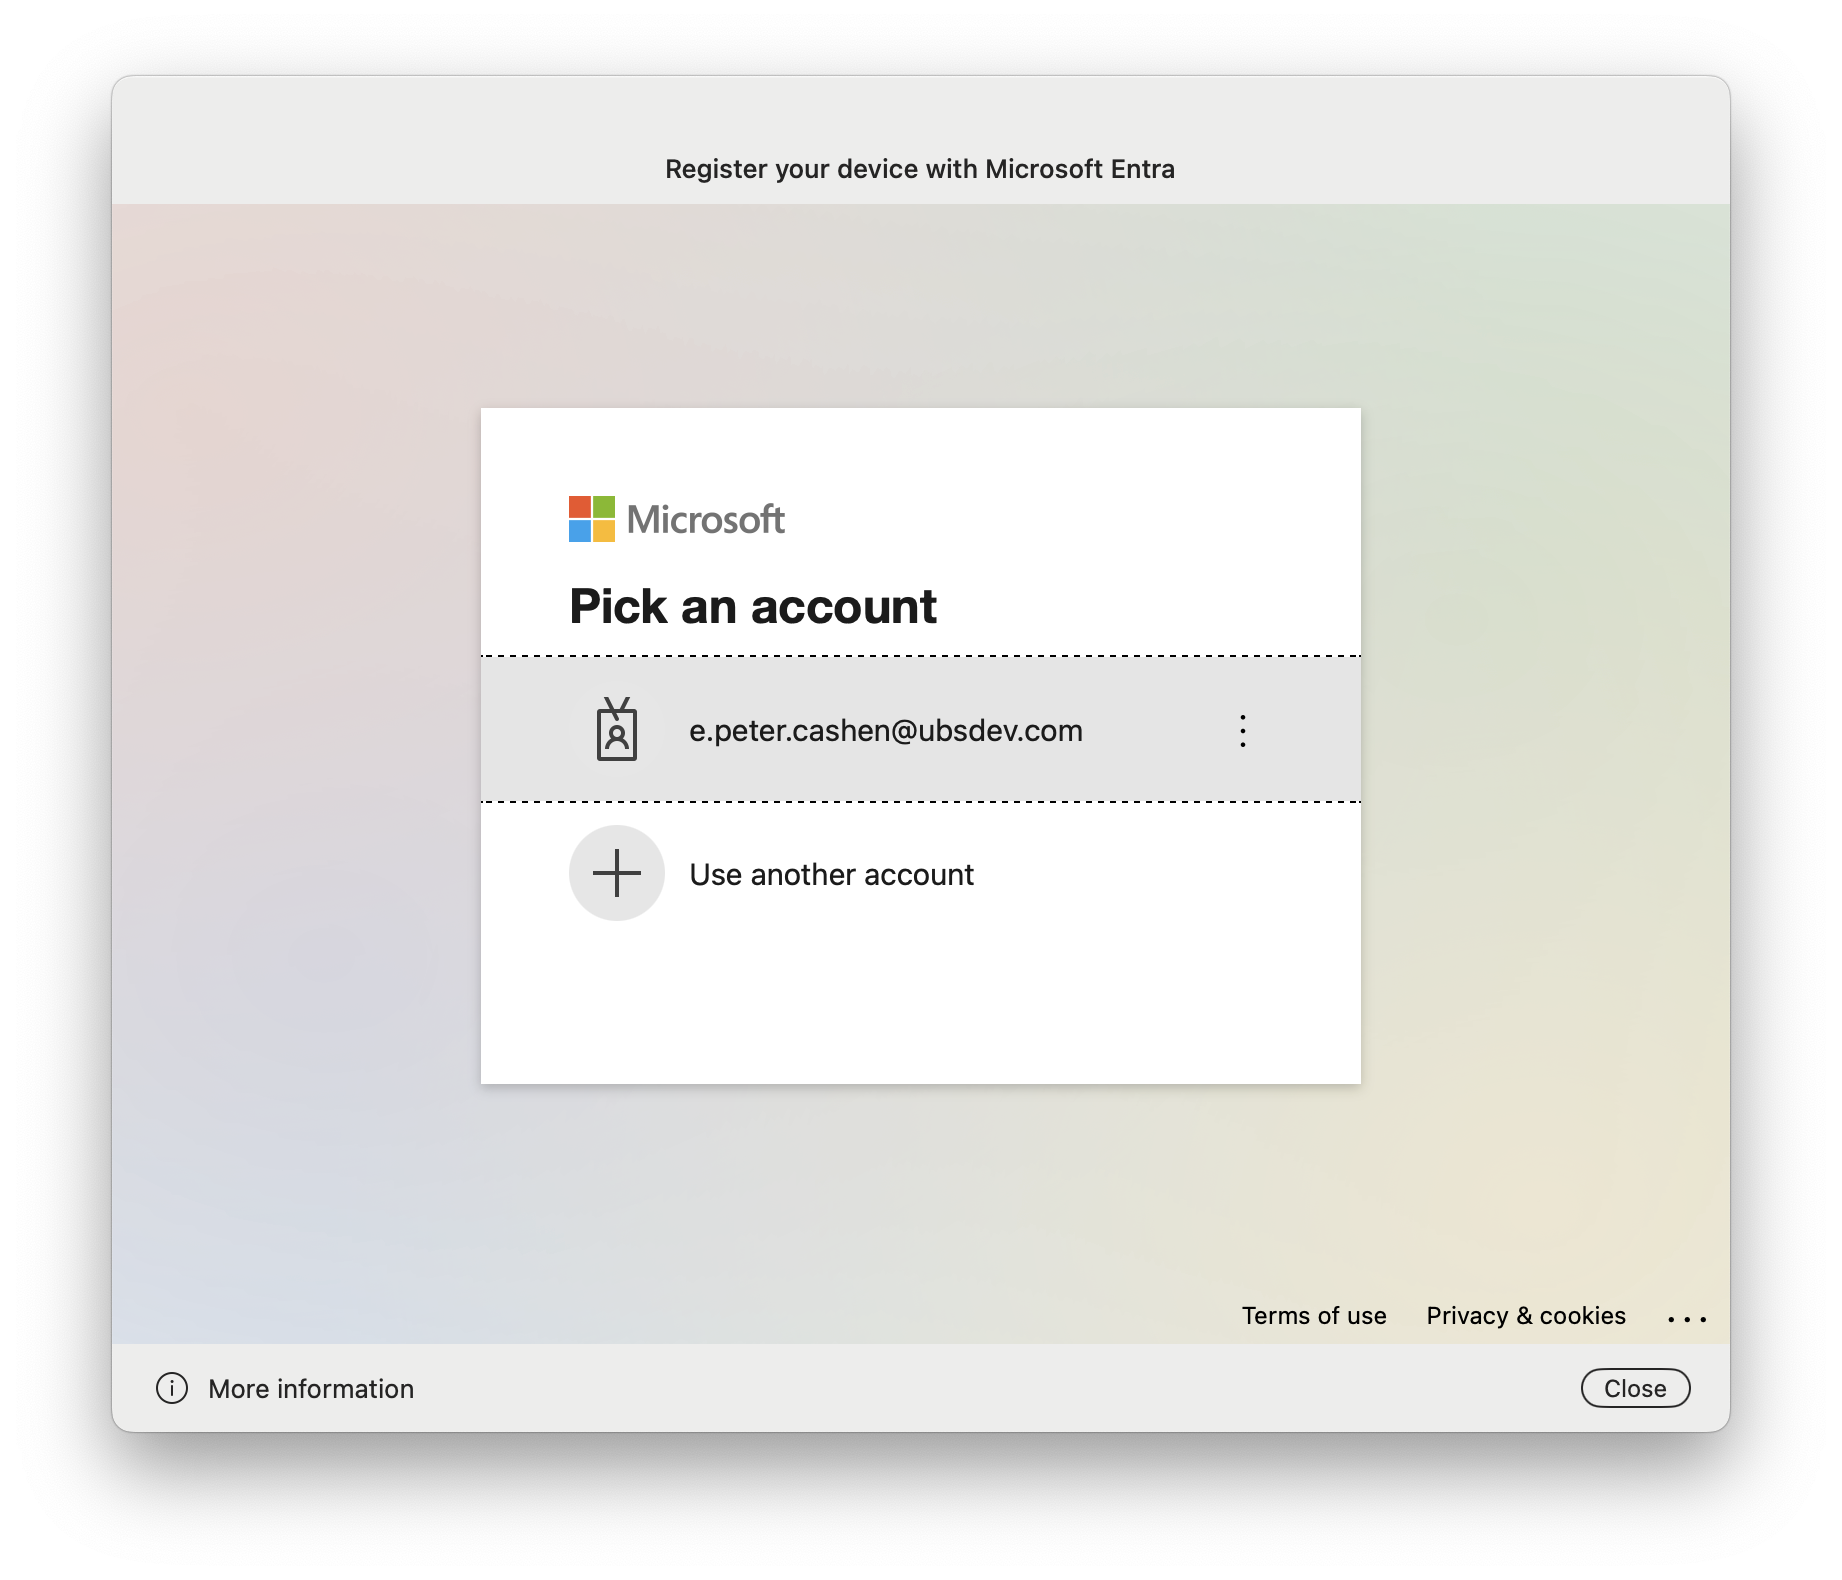 Register your device with Microsoft Entra
Microsoft
Pick an account
e.peter.cashen@ubsdev.com
Use another account
Terms of use Privacy & cookies ...
More information
Close